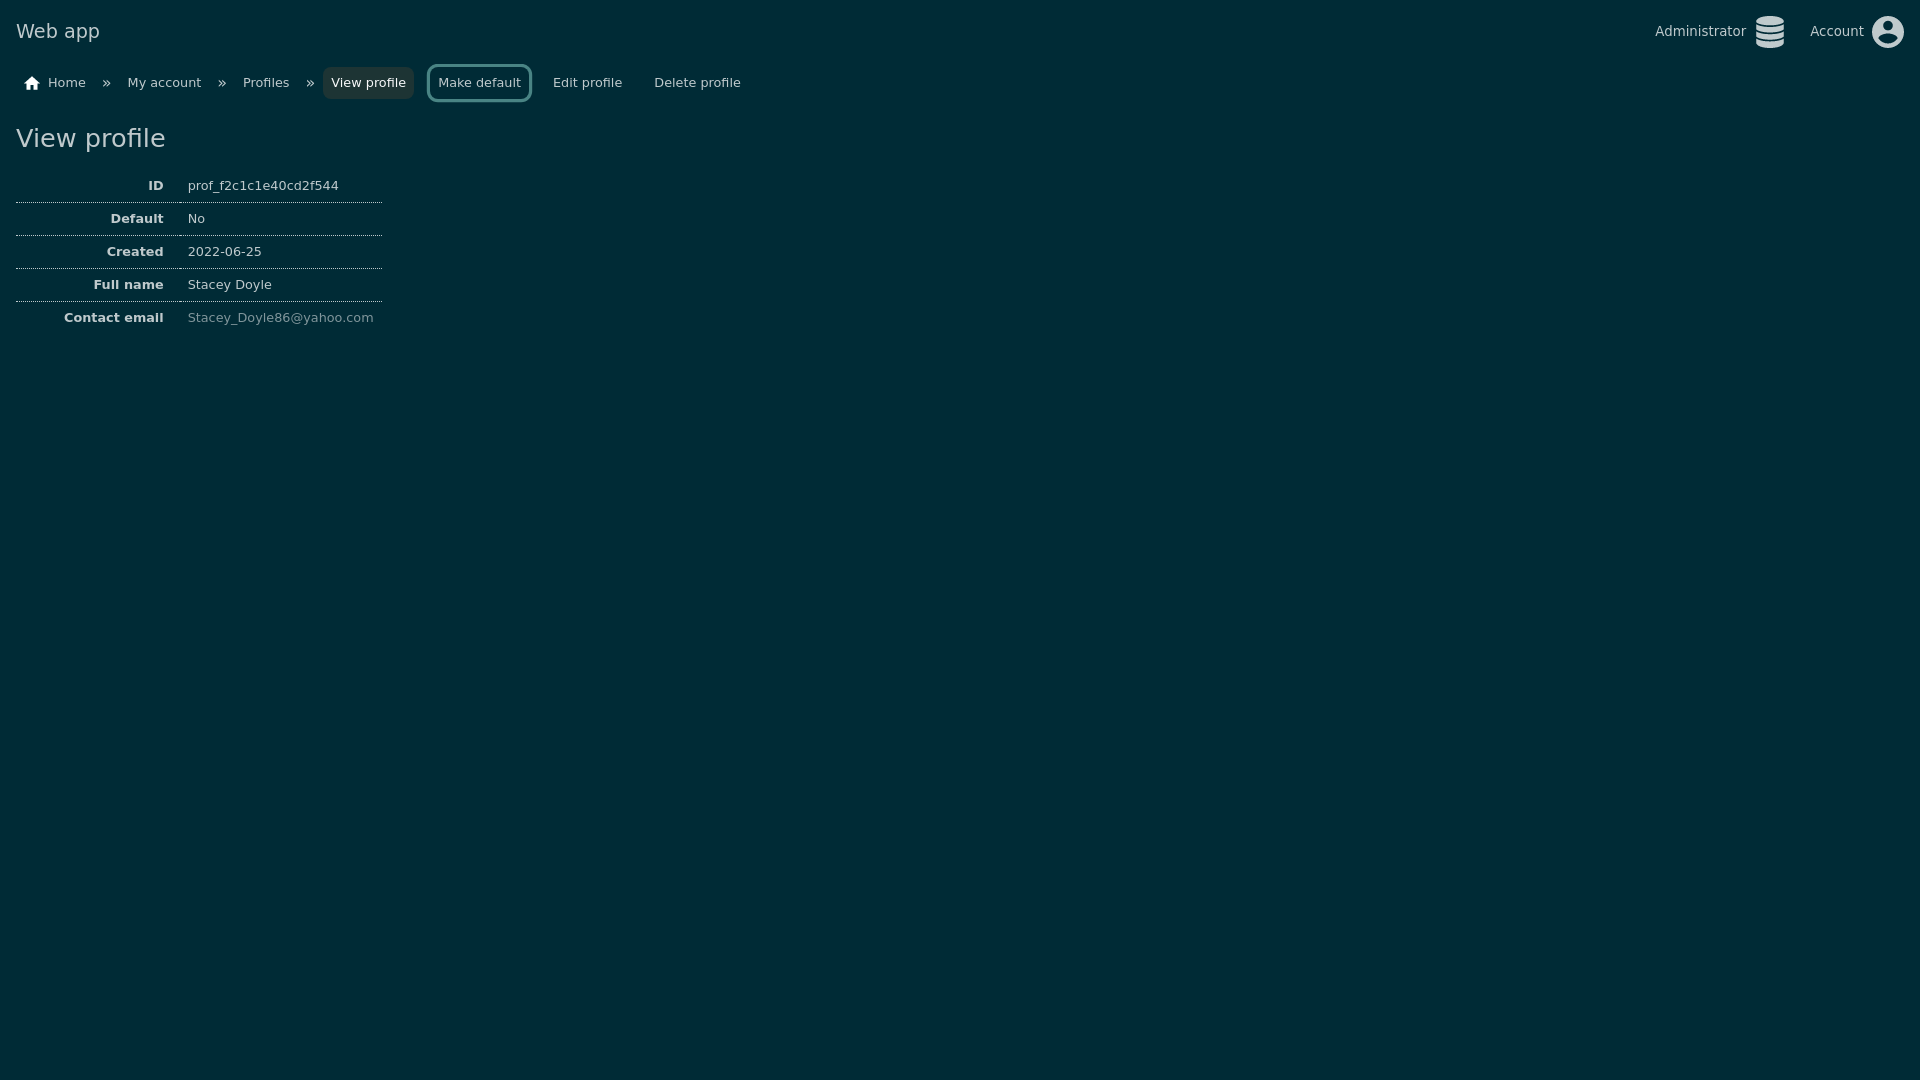 Web app
Administrator
Account
Home » My account » Profiles » View profile Make default Edit profile Delete profile
View profile
ID prof_f2c1c1e40cd2f544
Default No
Created 2022-06-25
Full name Stacey Doyle
Contact email Stacey_Doyle86@yahoo.com